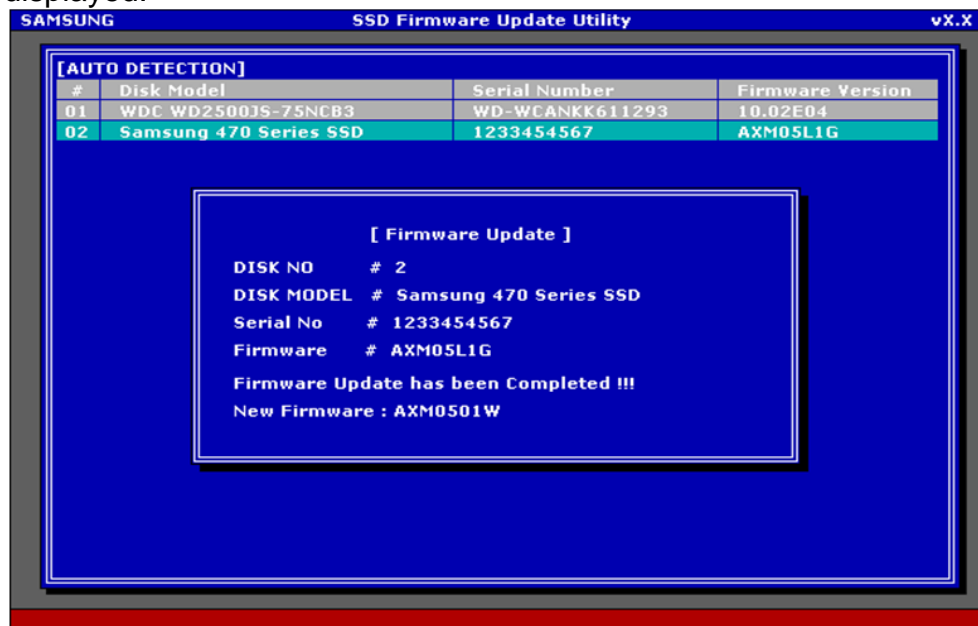 displayed.
SAMSUNG SSD Firmware Update Utility vX.X
[AUTO DETECTION]
# Disk Model Serial Number Firmware Version
01 WDC WD2500JS-75NCB3 WD-WCANKK611293 10.02E04
02 Samsung 470 Series SSD 1233454567 AXM05L1G
[ Firmware Update ]
DISK NO # 2
DISK MODEL # Samsung 470 Series SSD
Serial No # 1233454567
Firmware # AXM05L1G
Firmware Update has been Completed !!!
New Firmware : AXM0501W